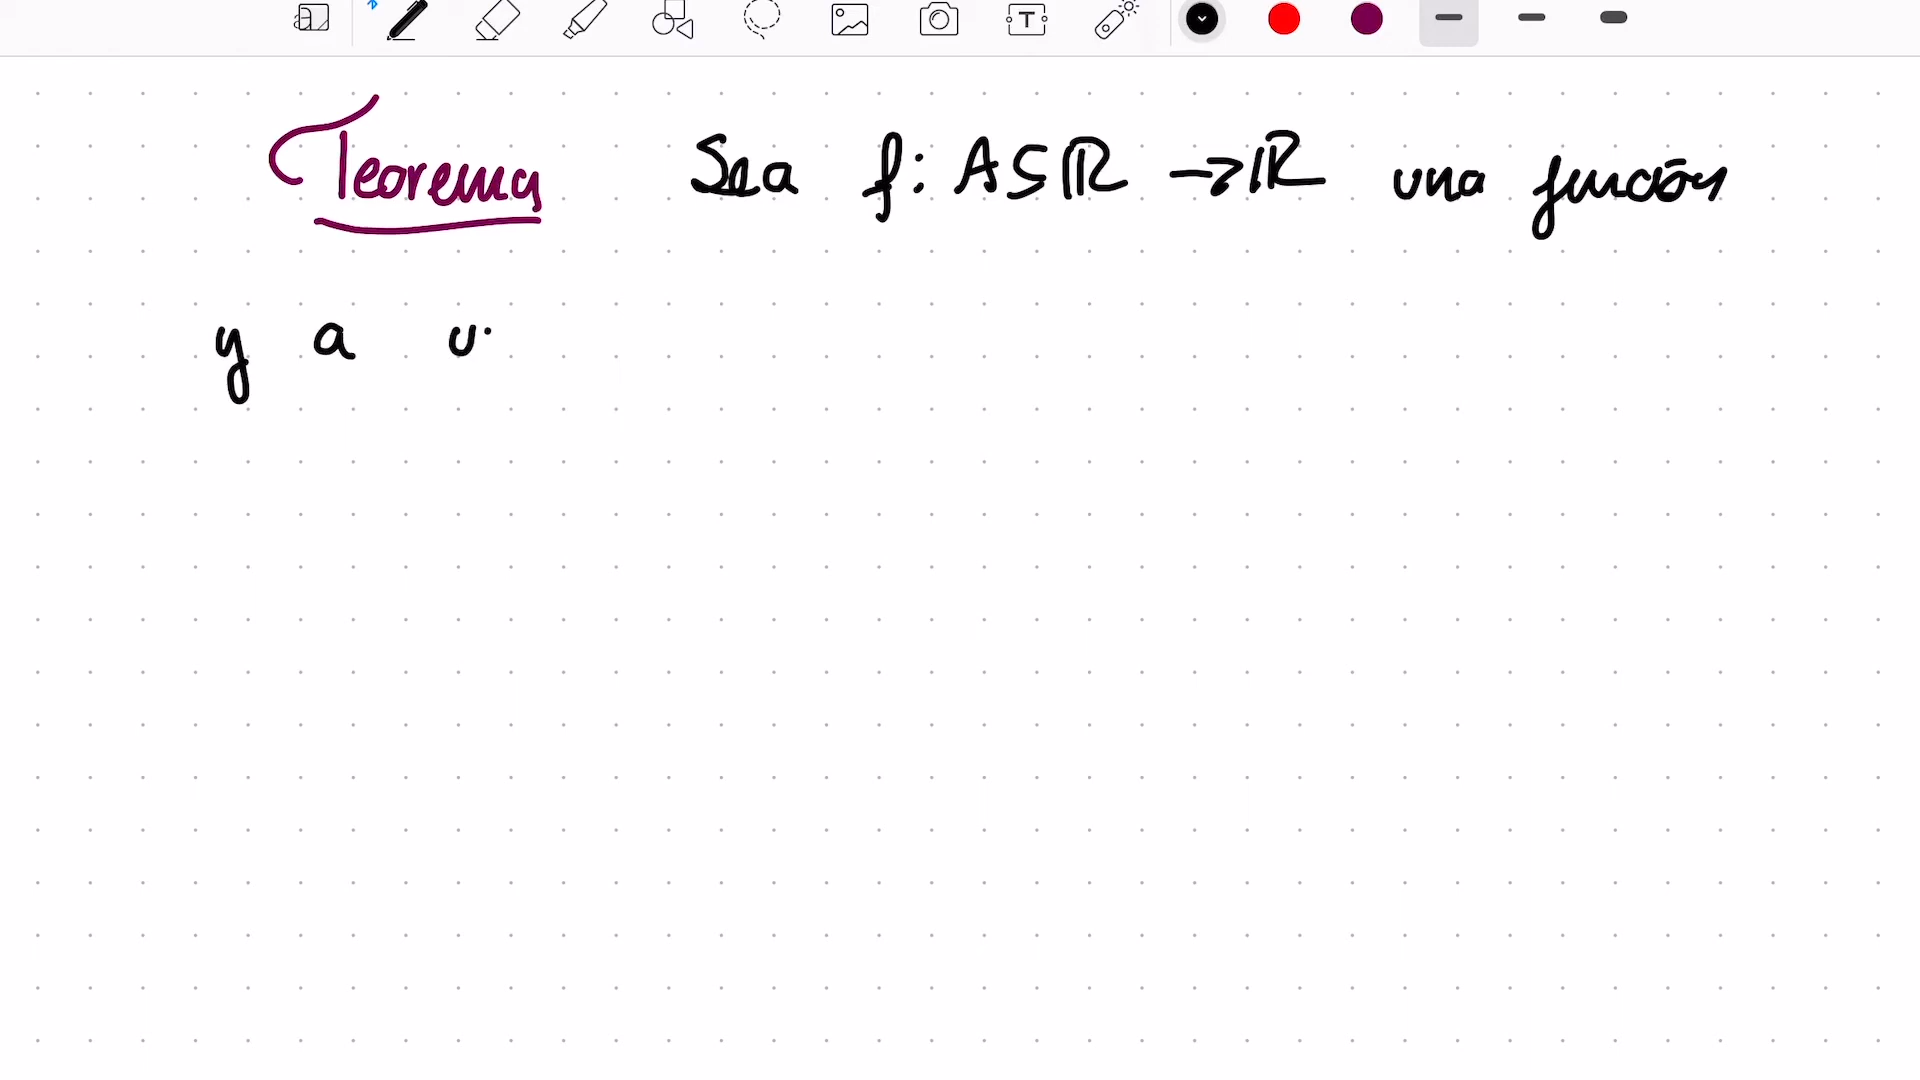 Teorema Sea f: A ⊆ ℝ → ℝ una función
y a u